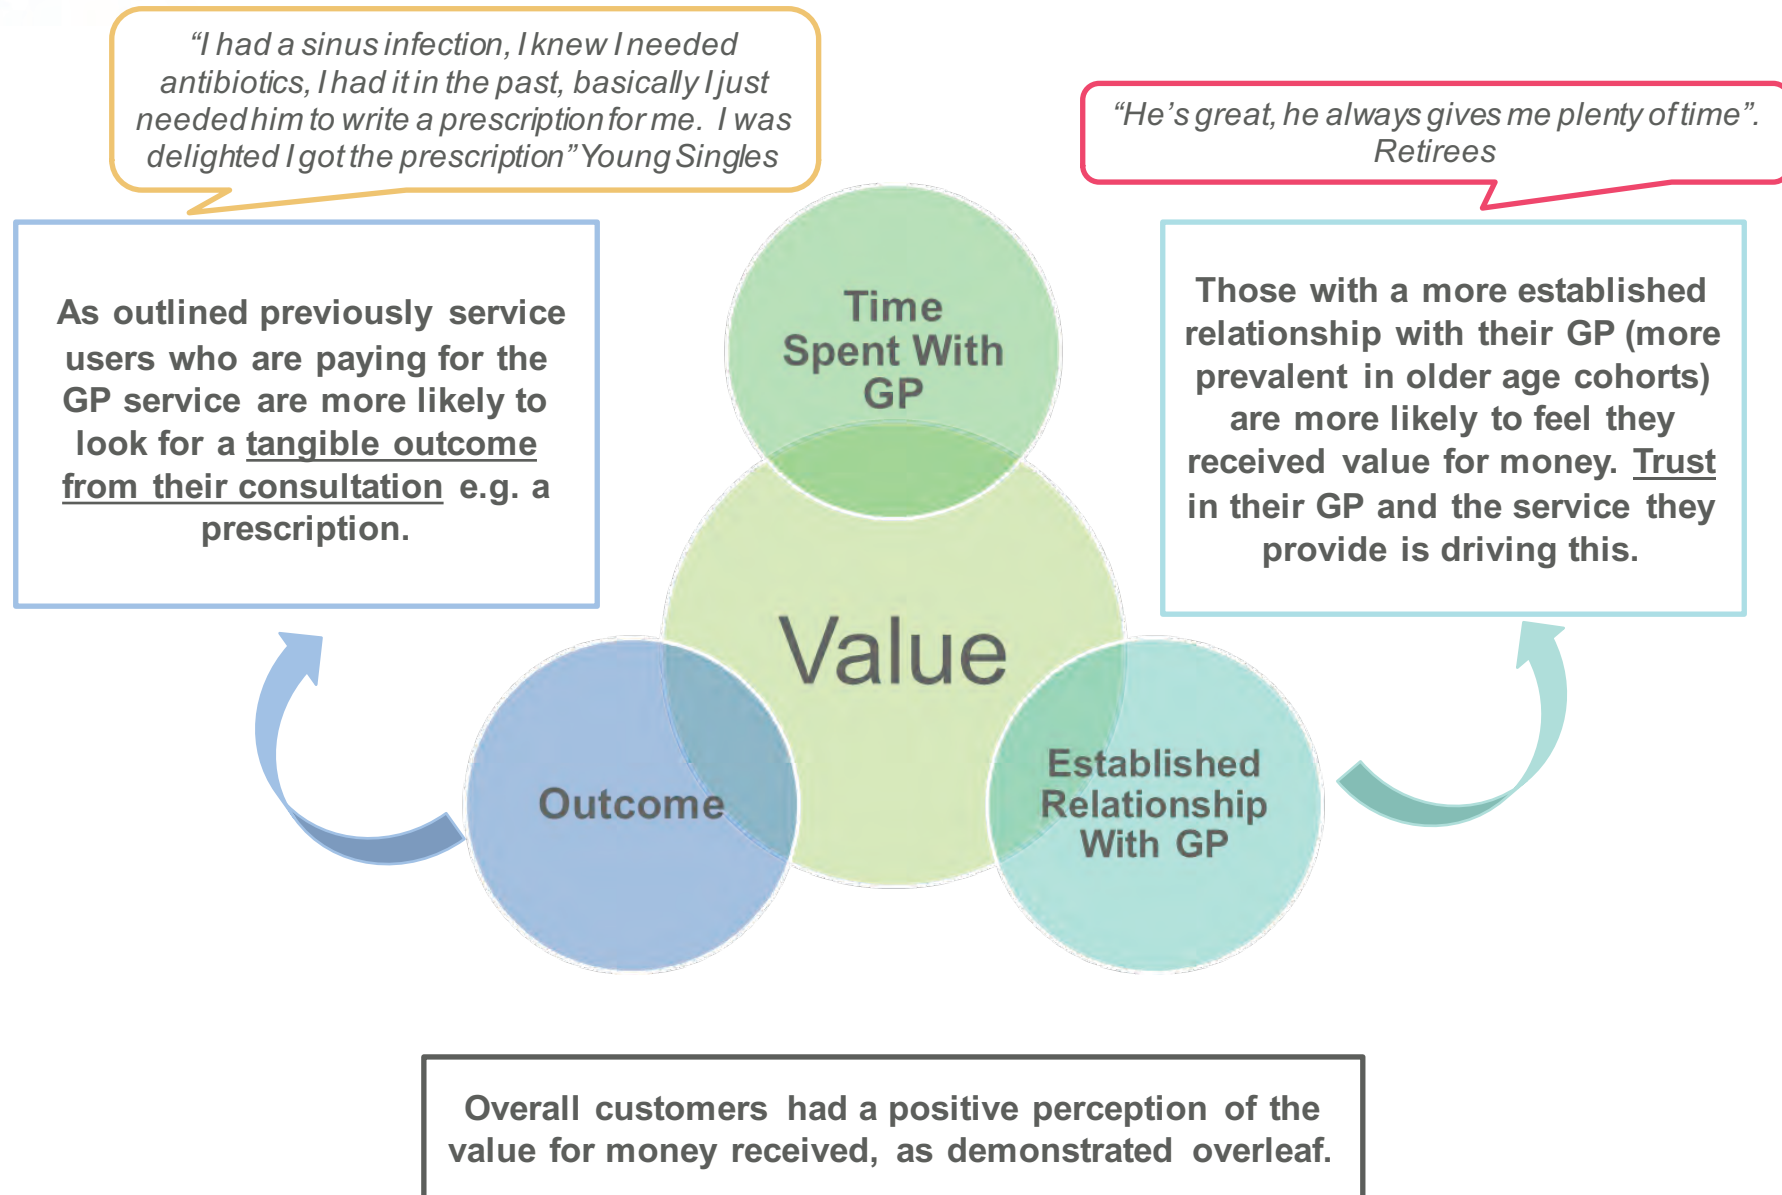 “I had a sinus infection, I knew I needed
antibiotics, I had it in the past, basically I just
needed him to write a prescription for me. I was
delighted I got the prescription” Young Singles
“He’s great, he always gives me plenty of time”.
Retirees
As outlined previously service
users who are paying for the
GP service are more likely to
look for a tangible outcome
from their consultation e.g. a
prescription.
Time
Spent With
GP
Those with a more established
relationship with their GP (more
prevalent in older age cohorts)
are more likely to feel they
received value for money. Trust
in their GP and the service they
provide is driving this.
Value
Outcome
Established
Relationship
With GP
Overall customers had a positive perception of the
value for money received, as demonstrated overleaf.